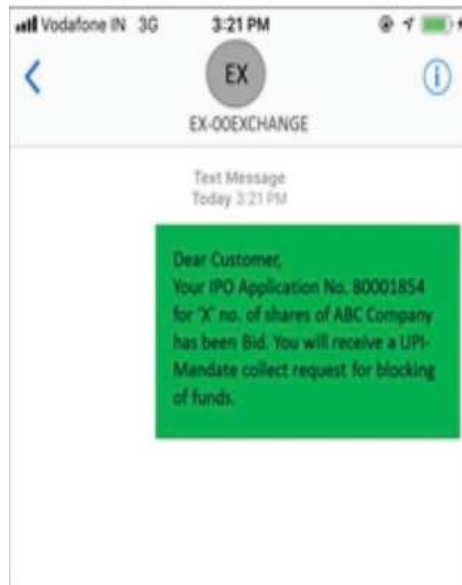 Vodafone IN 3G 3:21 PM
EX
EX-OOEXCHANGE
Text Message
Today 3:21 PM
Dear Customer,
Your IPO Application No. 80001854
for 'X' no. of shares of ABC Company
has been Bid. You will receive a UPI-
Mandate collect request for blocking
of funds.